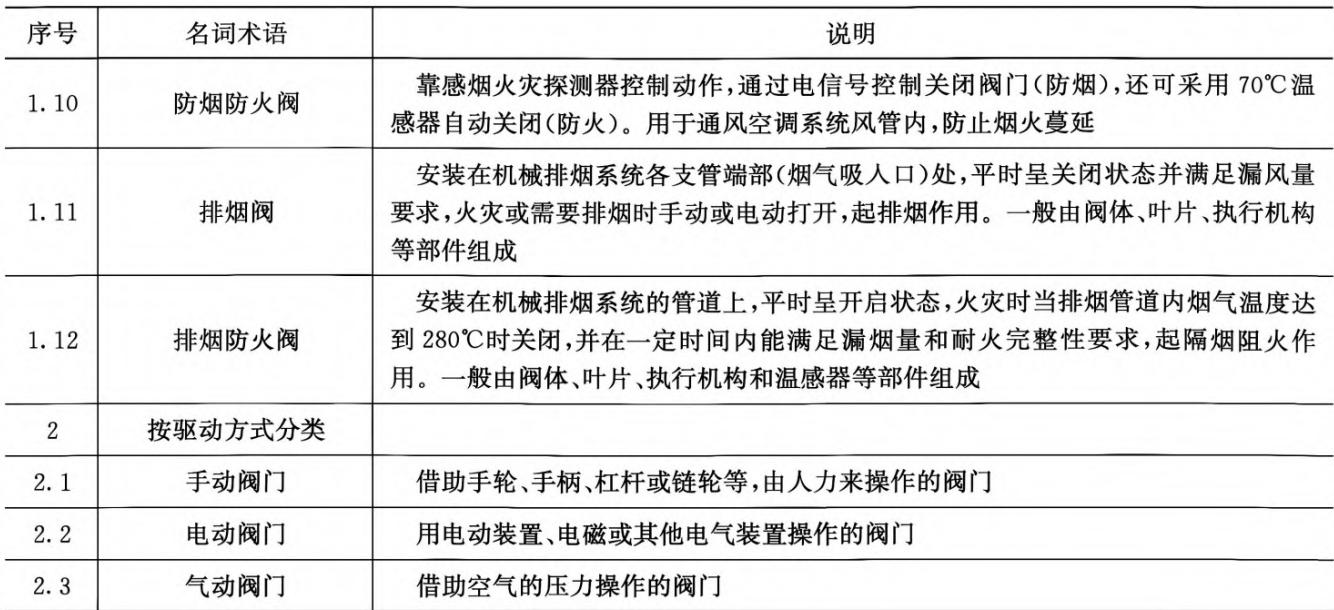 序号 名词术语 说明
1.10 防烟防火阀 靠感烟火灾探测器控制动作,通过电信号控制关闭阀门(防烟),还可采用 70℃温
感器自动关闭(防火)。用于通风空调系统风管内,防止烟火蔓延
1.11 排烟阀 安装在机械排烟系统各支管端部(烟气吸人口)处,平时呈关闭状态并满足漏风量
要求,火灾或需要排烟时手动或电动打开,起排烟作用。一般由阀体、叶片、执行机构
等部件组成
1.12 排烟防火阀 安装在机械排烟系统的管道上,平时呈开启状态,火灾时当排烟管道内烟气温度达
到 280℃时关闭,并在一定时间内能满足漏烟量和耐火完整性要求,起隔烟阻火作
用。一般由阀体、叶片、执行机构和温感器等部件组成
2 按驱动方式分类
2.1 手动阀门 借助手轮、手柄、杠杆或链轮等,由人力来操作的阀门
2.2 电动阀门 用电动装置、电磁或其他电气装置操作的阀门
2.3 气动阀门 借助空气的压力操作的阀门